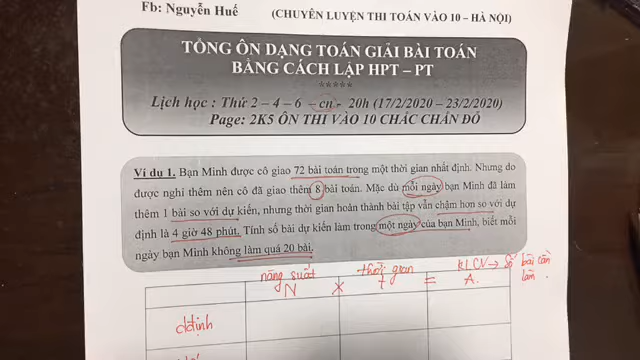 Fb: Nguyễn Huế
(CHUYÊN LUYỆN THI TOÁN VÀO 10 – HÀ NỘI)
TỔNG ÔN DẠNG TOÁN GIẢI BÀI TOÁN
BẰNG CÁCH LẬP HPT – PT
*****
Lịch học : Thứ 2 – 4 – 6 – cn - 20h (17/2/2020 – 23/2/2020)
Page: 2K5 ÔN THI VÀO 10 CHẮC CHẮN ĐỖ
Ví dụ 1. Bạn Minh được cô giao 72 bài toán trong một thời gian nhất định. Nhưng do
được nghỉ thêm nên cô đã giao thêm 8 bài toán. Mặc dù mỗi ngày bạn Minh đã làm
thêm 1 bài so với dự kiến, nhưng thời gian hoàn thành bài tập vẫn chậm hơn so với dự
định là 4 giờ 48 phút. Tính số bài dự kiến làm trong một ngày của bạn Minh, biết mỗi
ngày bạn Minh không làm quá 20 bài.
năng suất thời gian KLCV → Số bài cần
N × t = A. làm.
dđịnh